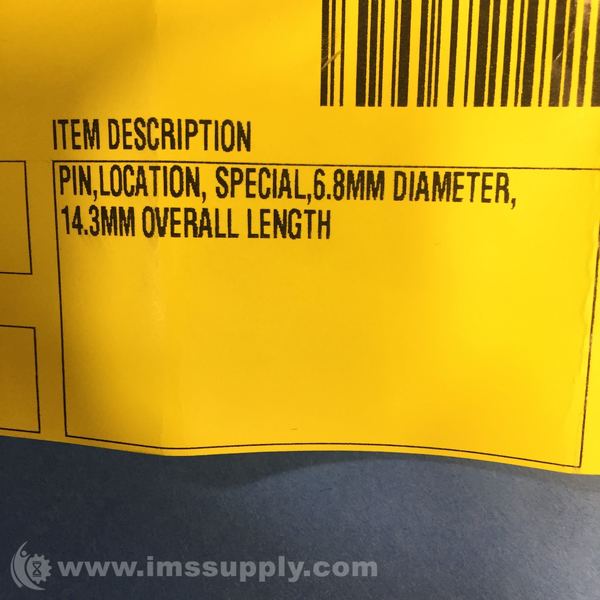 ITEM DESCRIPTION
PIN,LOCATION, SPECIAL,6.8MM DIAMETER,
14.3MM OVERALL LENGTH
www.imssupply.com